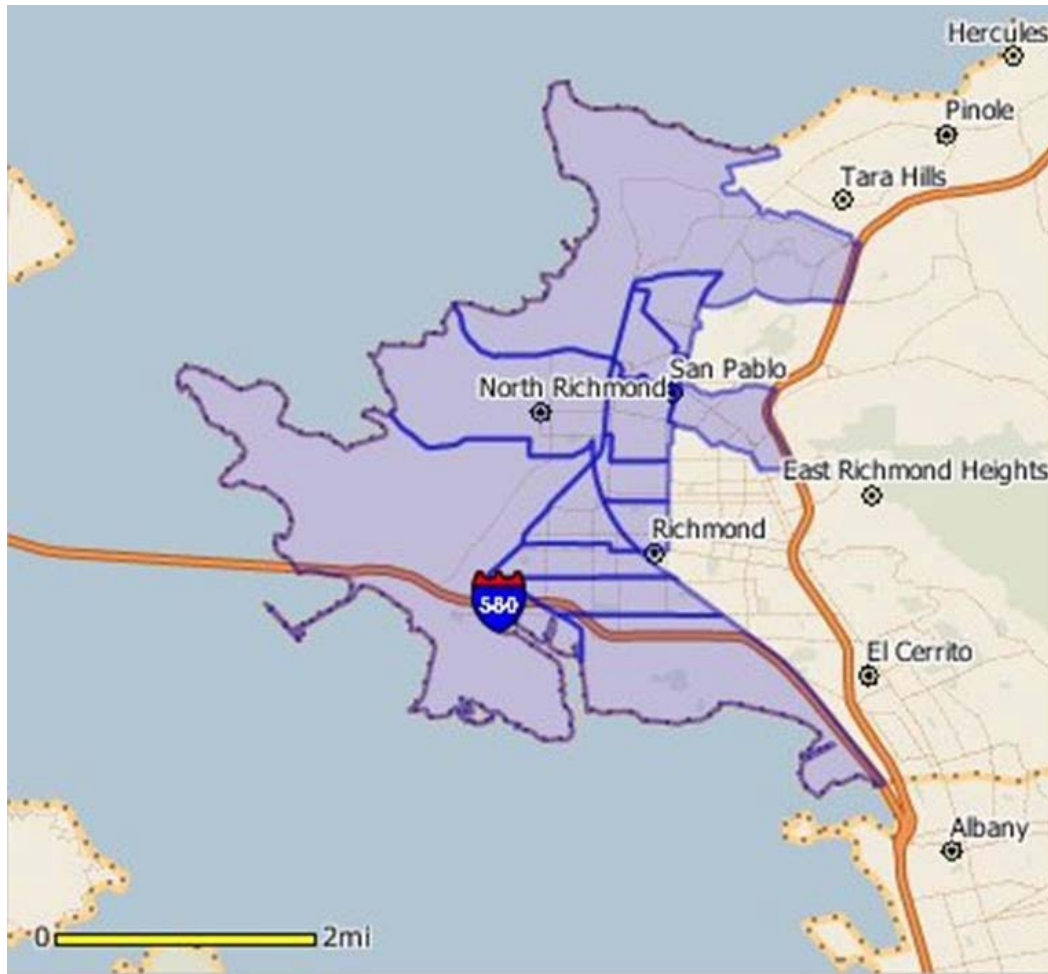 Hercules
Pinole
Tara Hills
San Pablo
North Richmond
East Richmond Heights
Richmond
580
El Cerrito
Albany
0 2mi